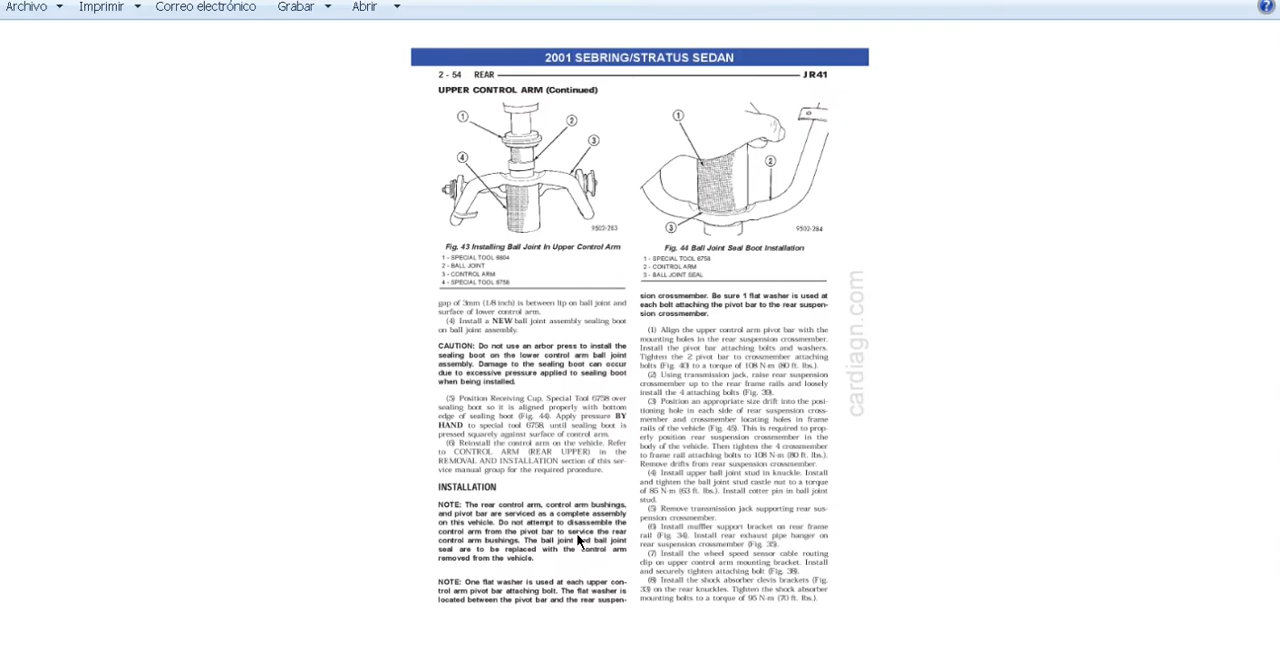 Archivo Imprimir Correo electrónico Grabar Abrir
2001 SEBRING/STRATUS SEDAN
2 - 54 REAR JR41
UPPER CONTROL ARM (Continued)
1
2
3
4
9502-283
Fig. 43 Installing Ball Joint In Upper Control Arm
1 - SPECIAL TOOL 6804
2 - BALL JOINT
3 - CONTROL ARM
4 - SPECIAL TOOL 6758
gap of 3mm (1/8 inch) is between lip on ball joint and
surface of lower control arm.
(4) Install a NEW ball joint assembly sealing boot
on ball joint assembly.
CAUTION: Do not use an arbor press to install the
sealing boot on the lower control arm ball joint
assembly. Damage to the sealing boot can occur
due to excessive pressure applied to sealing boot
when being installed.
(5) Position Receiving Cup, Special Tool 6758 over
sealing boot so it is aligned properly with bottom
edge of sealing boot (Fig. 44). Apply pressure BY
HAND to special tool 6758, until sealing boot is
pressed squarely against surface of control arm.
(6) Reinstall the control arm on the vehicle. Refer
to CONTROL ARM (REAR UPPER) in the
REMOVAL AND INSTALLATION section of this ser-
vice manual group for the required procedure.
INSTALLATION
NOTE: The rear control arm, control arm bushings,
and pivot bar are serviced as a complete assembly
on this vehicle. Do not attempt to disassemble the
control arm from the pivot bar to service the rear
control arm bushings. The ball joint and ball joint
seal are to be replaced with the control arm
removed from the vehicle.
NOTE: One flat washer is used at each upper con-
trol arm pivot bar attaching bolt. The flat washer is
located between the pivot bar and the rear suspen-
1
2
3
9502-284
Fig. 44 Ball Joint Seal Boot Installation
1 - SPECIAL TOOL 6758
2 - CONTROL ARM
3 - BALL JOINT SEAL
sion crossmember. Be sure 1 flat washer is used at
each bolt attaching the pivot bar to the rear suspen-
sion crossmember.
(1) Align the upper control arm pivot bar with the
mounting holes in the rear suspension crossmember.
Install the pivot bar attaching bolts and washers.
Tighten the 2 pivot bar to crossmember attaching
bolts (Fig. 40) to a torque of 108 N·m (80 ft. lbs.).
(2) Using transmission jack, raise rear suspension
crossmember up to the rear frame rails and loosely
install the 4 attaching bolts (Fig. 39).
(3) Position an appropriate size drift into the posi-
tioning hole in each side of rear suspension cross-
member and crossmember locating holes in frame
rails of the vehicle (Fig. 45). This is required to prop-
erly position rear suspension crossmember in the
body of the vehicle. Then tighten the 4 crossmember
to frame rail attaching bolts to 108 N·m (80 ft. lbs.).
Remove drifts from rear suspension crossmember.
(4) Install upper ball joint stud in knuckle. Install
and tighten the ball joint stud castle nut to a torque
of 85 N·m (63 ft. lbs.). Install cotter pin in ball joint
stud.
(5) Remove transmission jack supporting rear sus-
pension crossmember.
(6) Install muffler support bracket on rear frame
rail (Fig. 34). Install rear exhaust pipe hanger on
rear suspension crossmember (Fig. 35).
(7) Install the wheel speed sensor cable routing
clip on upper control arm mounting bracket. Install
and securely tighten attaching bolt (Fig. 38).
(8) Install the shock absorber clevis brackets (Fig.
33) on the rear knuckles. Tighten the shock absorber
mounting bolts to a torque of 95 N·m (70 ft. lbs.).
cardiagn.com